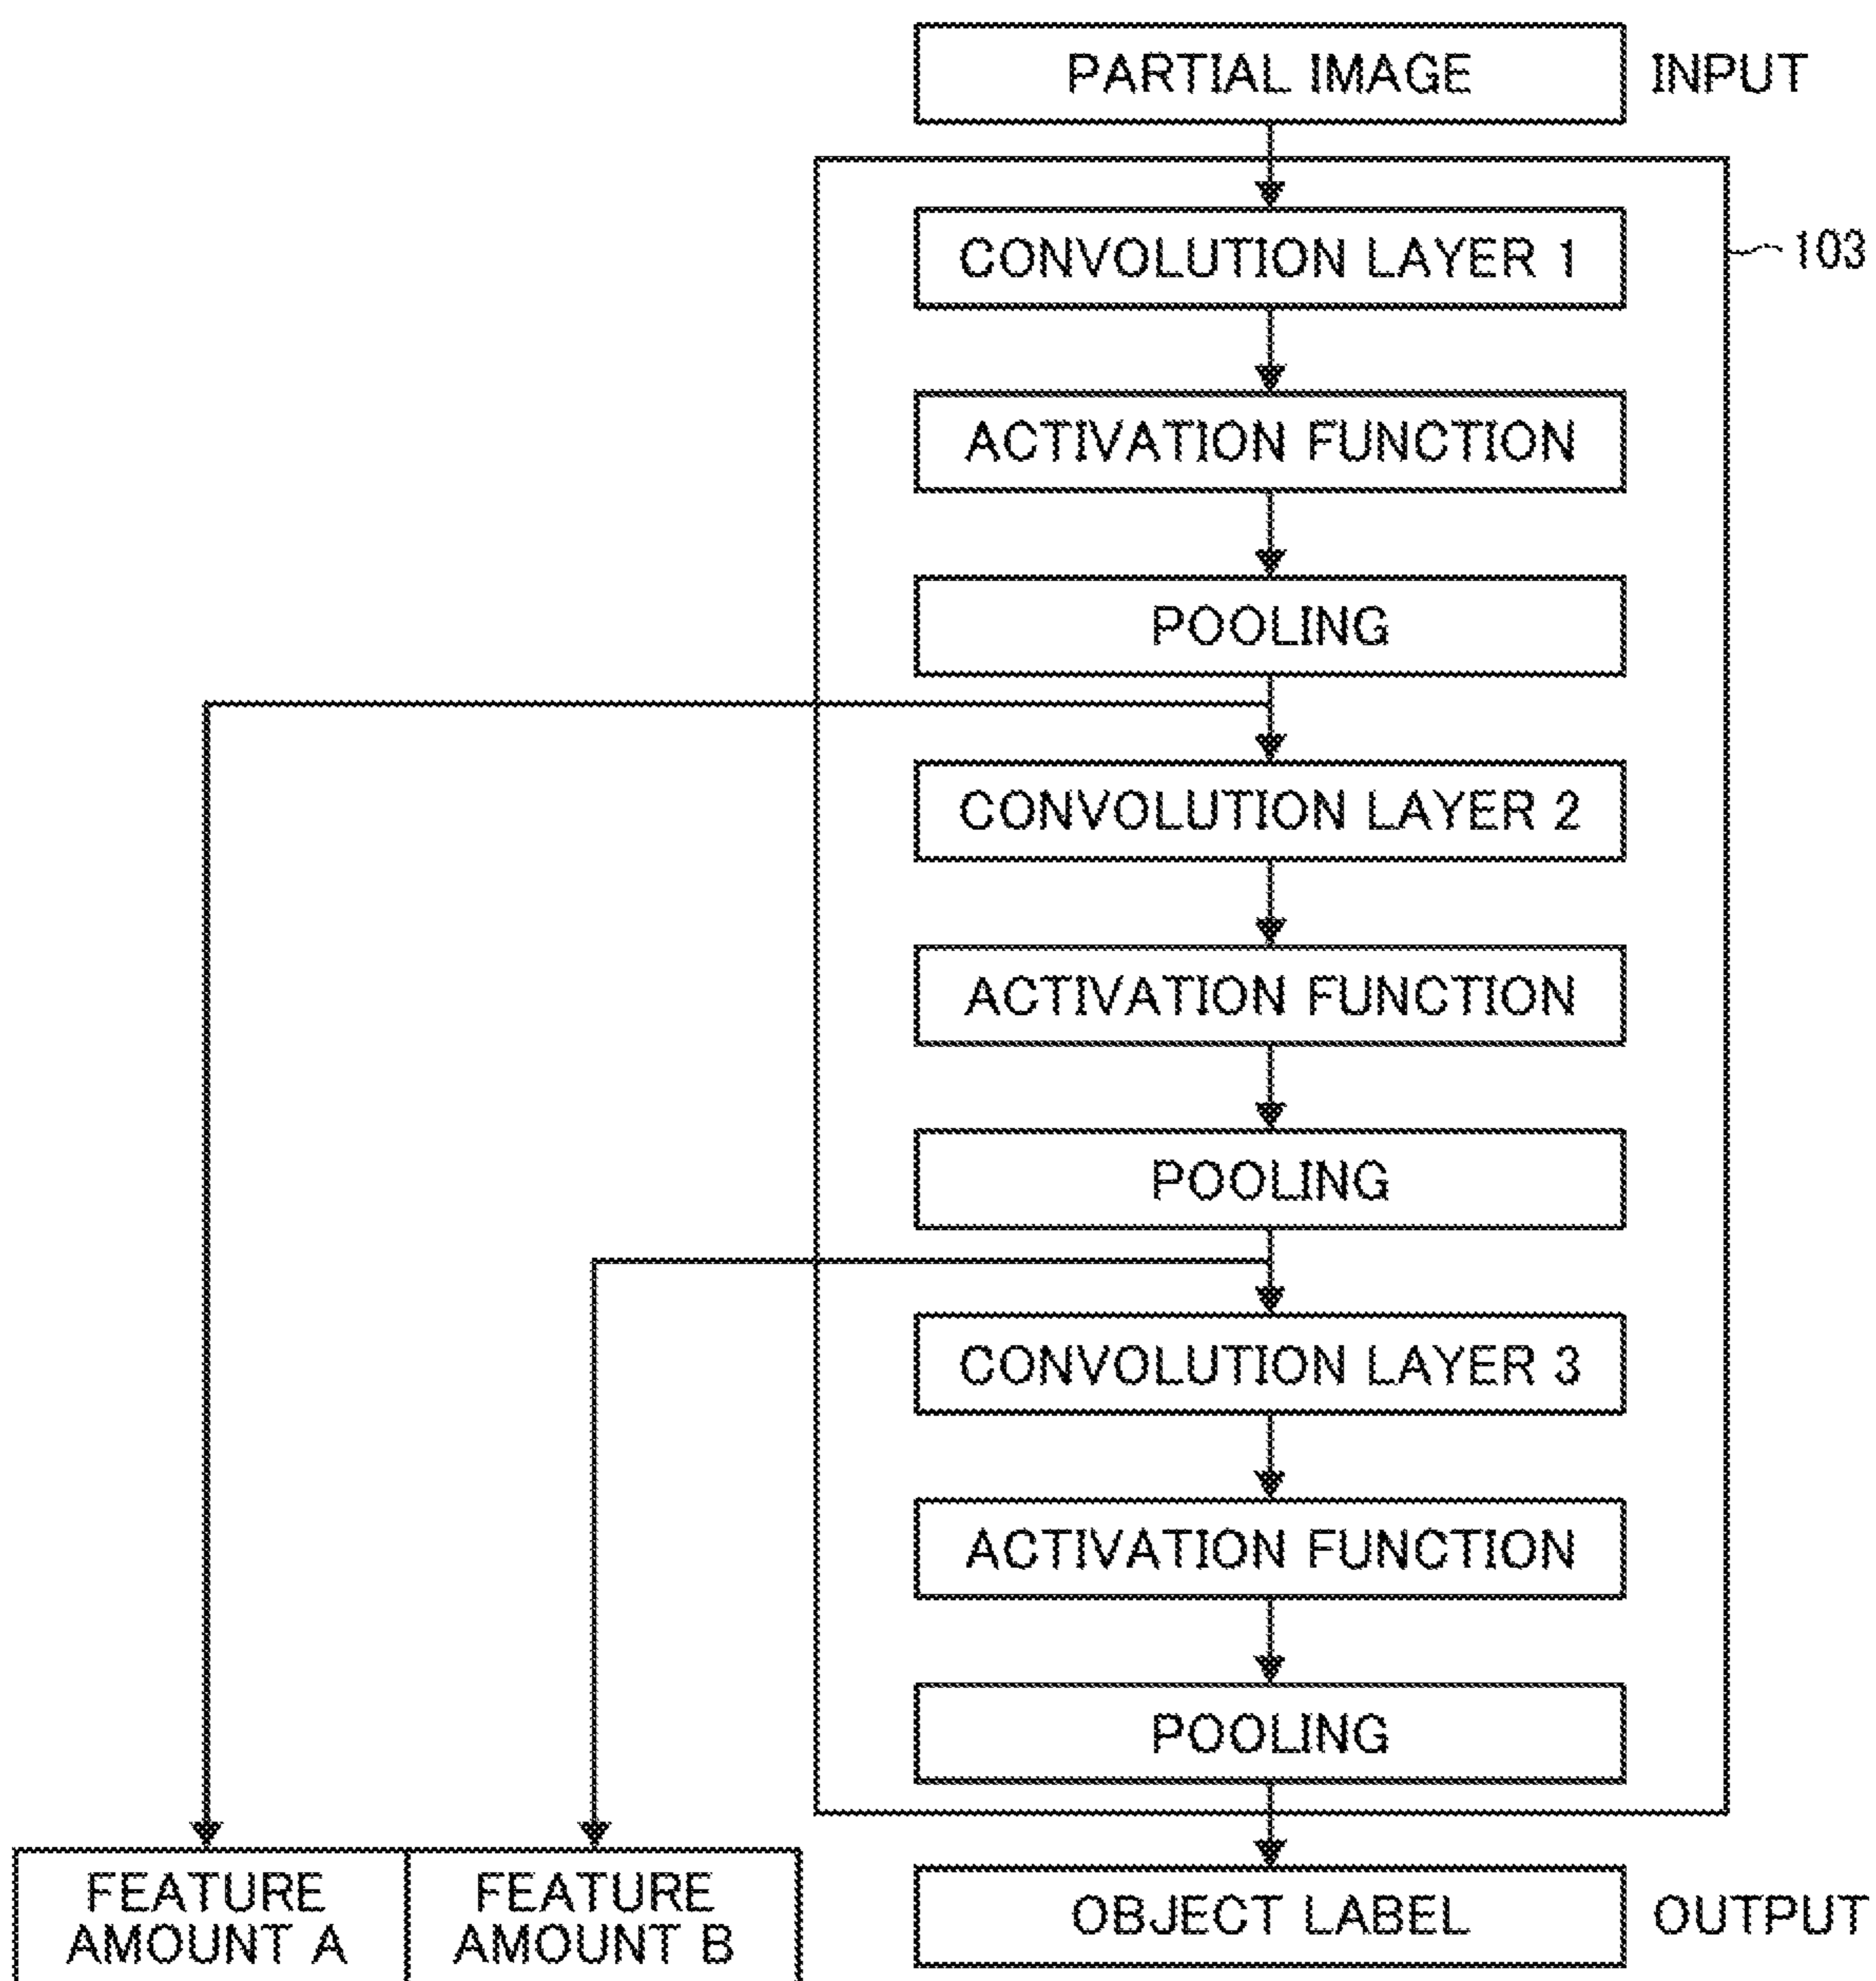 PARTIAL IMAGE
INPUT
CONVOLUTION LAYER 1
103
ACTIVATION FUNCTION
POOLING
CONVOLUTION LAYER 2
ACTIVATION FUNCTION
POOLING
CONVOLUTION LAYER 3
ACTIVATION FUNCTION
POOLING
FEATURE
AMOUNT A
FEATURE
AMOUNT B
OBJECT LABEL
OUTPUT